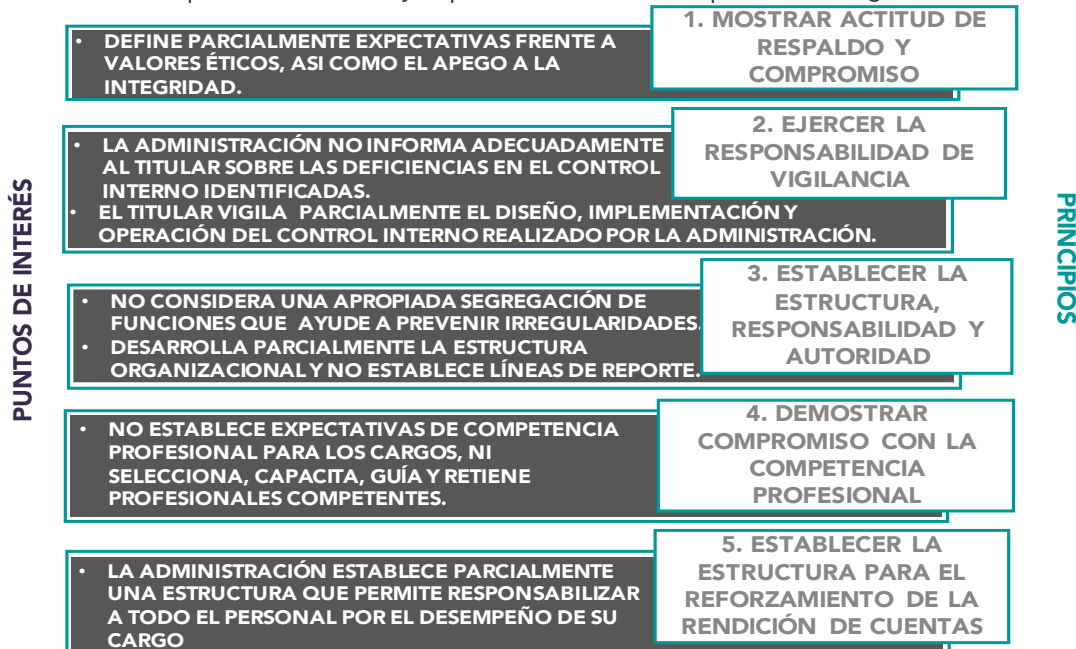 PUNTOS DE INTERÉS
PRINCIPIOS
1. MOSTRAR ACTITUD DE
RESPALDO Y
COMPROMISO
• DEFINE PARCIALMENTE EXPECTATIVAS FRENTE A
VALORES ÉTICOS, ASI COMO EL APEGO A LA
INTEGRIDAD.
2. EJERCER LA
RESPONSABILIDAD DE
VIGILANCIA
• LA ADMINISTRACIÓN NO INFORMA ADECUADAMENTE
AL TITULAR SOBRE LAS DEFICIENCIAS EN EL CONTROL
INTERNO IDENTIFICADAS.
• EL TITULAR VIGILA PARCIALMENTE EL DISEÑO, IMPLEMENTACIÓN Y
OPERACIÓN DEL CONTROL INTERNO REALIZADO POR LA ADMINISTRACIÓN.
3. ESTABLECER LA
ESTRUCTURA,
RESPONSABILIDAD Y
AUTORIDAD
• NO CONSIDERA UNA APROPIADA SEGREGACIÓN DE
FUNCIONES QUE AYUDE A PREVENIR IRREGULARIDADES.
• DESARROLLA PARCIALMENTE LA ESTRUCTURA
ORGANIZACIONAL Y NO ESTABLECE LÍNEAS DE REPORTE.
4. DEMOSTRAR
COMPROMISO CON LA
COMPETENCIA
PROFESIONAL
• NO ESTABLECE EXPECTATIVAS DE COMPETENCIA
PROFESIONAL PARA LOS CARGOS, NI
SELECCIONA, CAPACITA, GUÍA Y RETIENE
PROFESIONALES COMPETENTES.
5. ESTABLECER LA
ESTRUCTURA PARA EL
REFORZAMIENTO DE LA
RENDICIÓN DE CUENTAS
• LA ADMINISTRACIÓN ESTABLECE PARCIALMENTE
UNA ESTRUCTURA QUE PERMITE RESPONSABILIZAR
A TODO EL PERSONAL POR EL DESEMPEÑO DE SU
CARGO